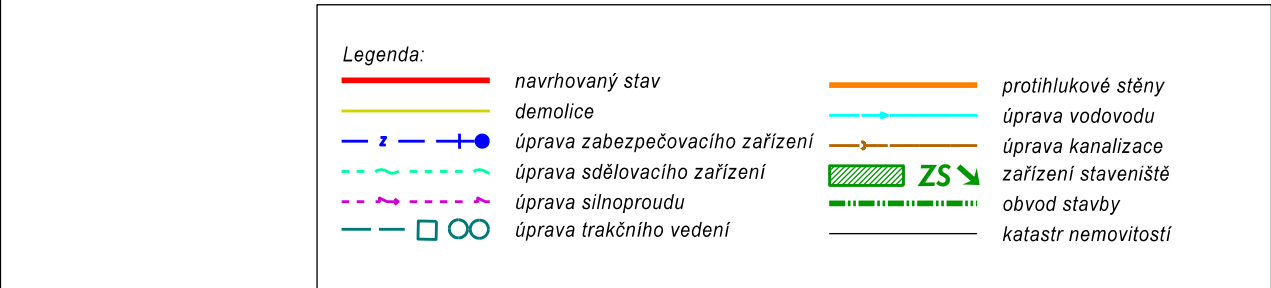 Legenda:
navrhovaný stav
demolice
z úprava zabezpečovacího zařízení
úprava sdělovacího zařízení
úprava silnoproudu
úprava trakčního vedení
protihlukové stěny
úprava vodovodu
úprava kanalizace
ZS zařízení staveniště
obvod stavby
katastr nemovitostí